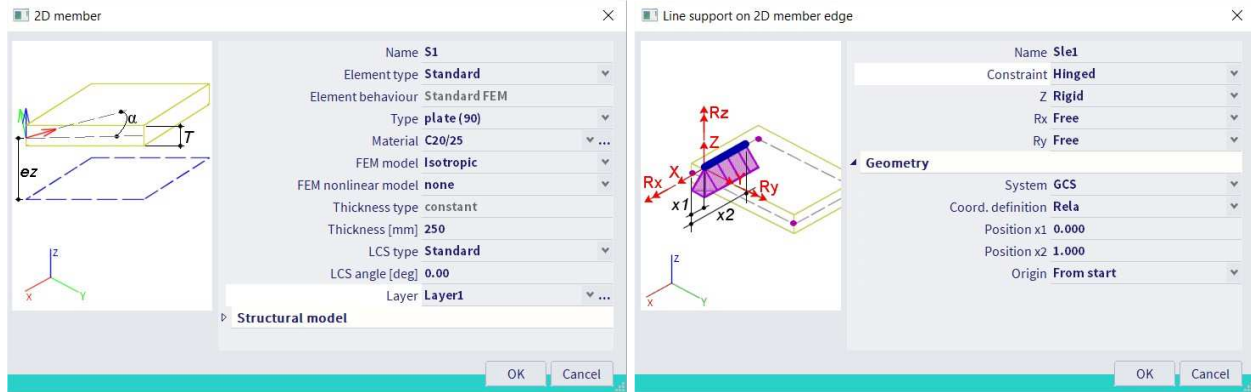 2D member
Name S1
Element type Standard
Element behaviour Standard FEM
Type plate (90)
Material C20/25 ...
FEM model Isotropic
FEM nonlinear model none
Thickness type constant
Thickness [mm] 250
LCS type Standard
LCS angle [deg] 0.00
Layer Layer1 ...
Structural model
α
T
ez
z
x
Y
OK Cancel
Line support on 2D member edge
Name Sle1
Constraint Hinged
Z Rigid
Rx Free
Ry Free
Geometry
System GCS
Coord. definition Rela
Position x1 0.000
Position x2 1.000
Origin From start
Rz
Z
X
Rx
Ry
x1
x2
z
x
Y
OK Cancel